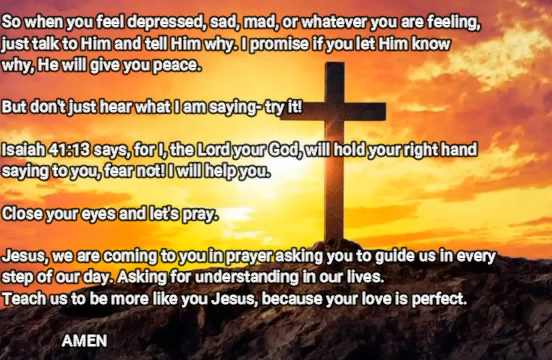 So when you feel depressed, sad, mad, or whatever you are feeling,
just talk to Him and tell Him why. I promise if you let Him know
why, He will give you peace.
But don't just hear what I am saying- try it!
Isaiah 41:13 says, for I, the Lord your God, will hold your right hand
saying to you, fear not! I will help you.
Close your eyes and let's pray.
Jesus, we are coming to you in prayer asking you to guide us in every
step of our day. Asking for understanding in our lives.
Teach us to be more like you Jesus, because your love is perfect.
AMEN